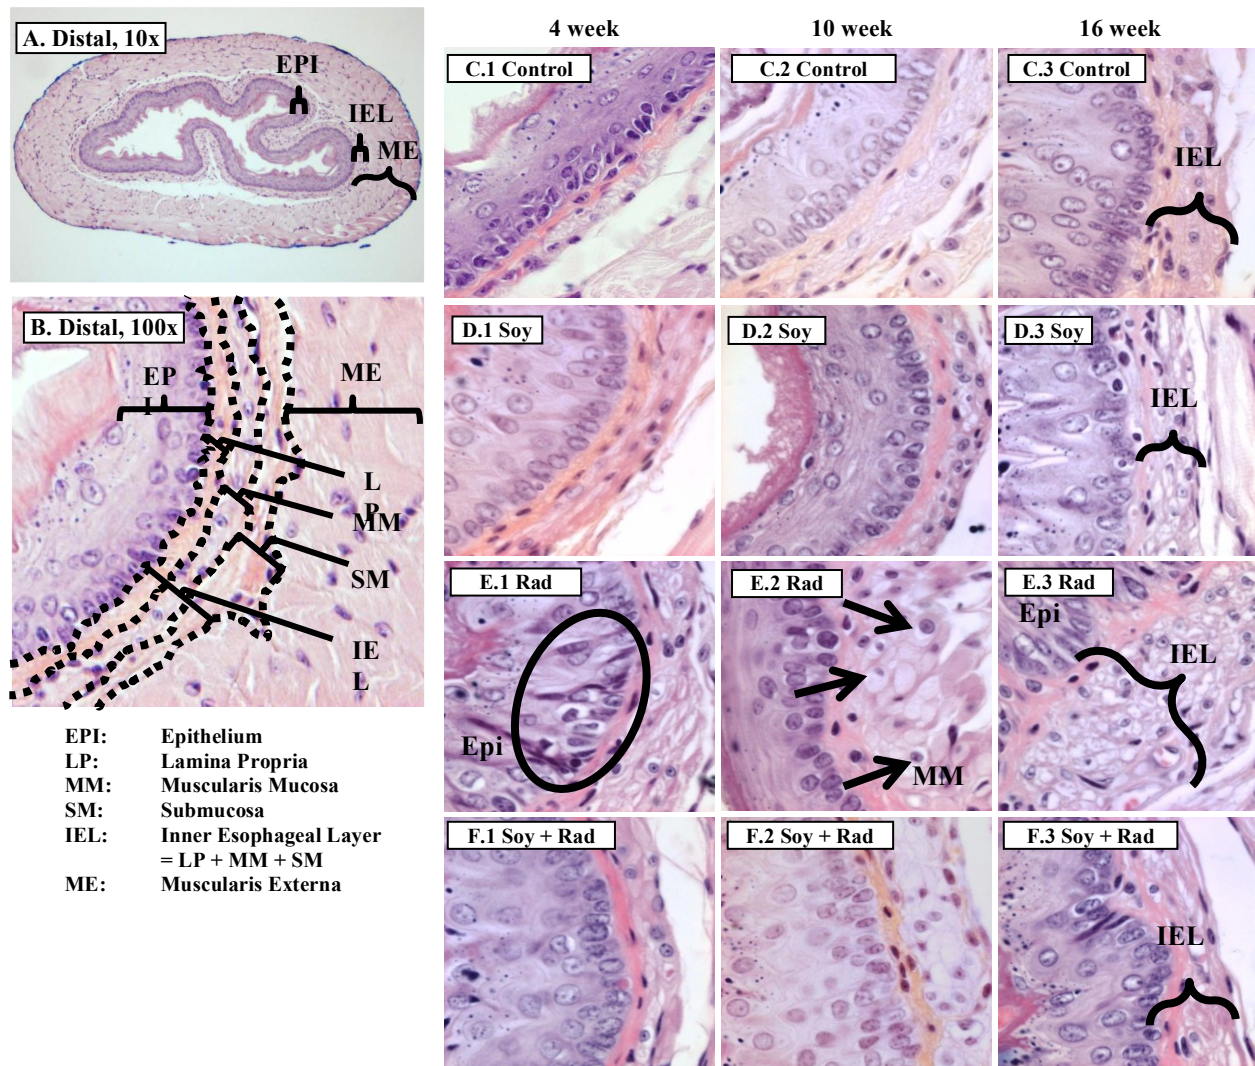 A. Distal, 10x
EPI
IEL
ME
B. Distal, 100x
EP
I
ME
L
P
MM
SM
IE
L
EPI: Epithelium
LP: Lamina Propria
MM: Muscularis Mucosa
SM: Submucosa
IEL: Inner Esophageal Layer
= LP + MM + SM
ME: Muscularis Externa
4 week
10 week
16 week
C.1 Control
C.2 Control
C.3 Control
IEL
D.1 Soy
D.2 Soy
D.3 Soy
IEL
E.1 Rad
Epi
E.2 Rad
MM
E.3 Rad
Epi
IEL
F.1 Soy + Rad
F.2 Soy + Rad
F.3 Soy + Rad
IEL